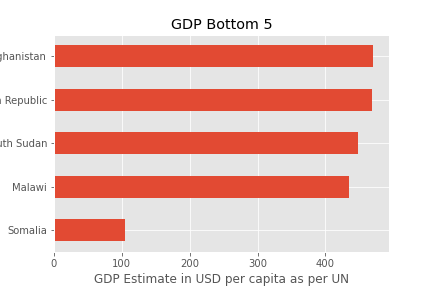 GDP Bottom 5
ghanistan
Republic
uth Sudan
Malawi
Somalia
0 100 200 300 400
GDP Estimate in USD per capita as per UN